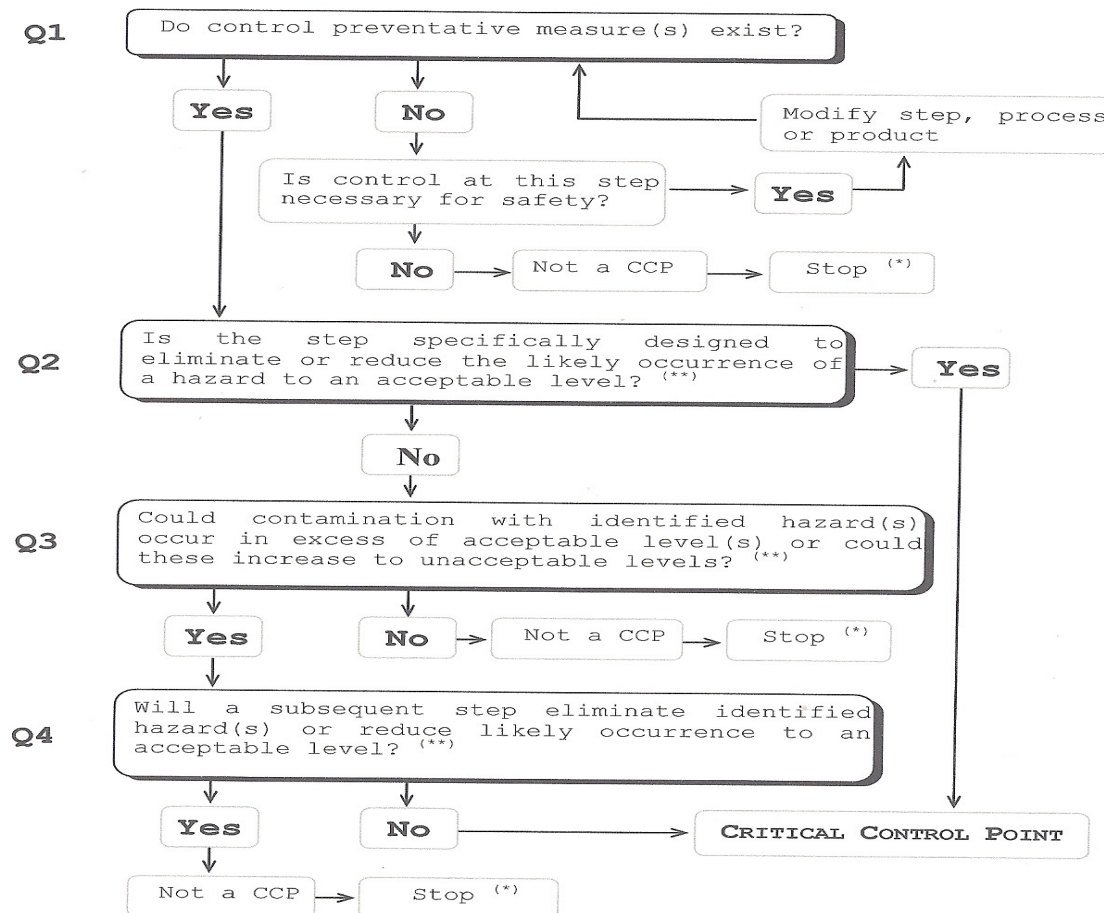 Q1
Do control preventative measure(s) exist?
Yes
No
Modify step, process
or product
Is control at this step
necessary for safety?
Yes
No
Not a CCP
Stop (*)
Q2
Is the step specifically designed to
eliminate or reduce the likely occurrence of
a hazard to an acceptable level? (**)
Yes
No
Q3
Could contamination with identified hazard(s)
occur in excess of acceptable level(s) or could
these increase to unacceptable levels? (**)
Yes
No
Not a CCP
Stop (*)
Q4
Will a subsequent step eliminate identified
hazard(s) or reduce likely occurrence to an
acceptable level? (**)
Yes
No
CRITICAL CONTROL POINT
Not a CCP
Stop (*)